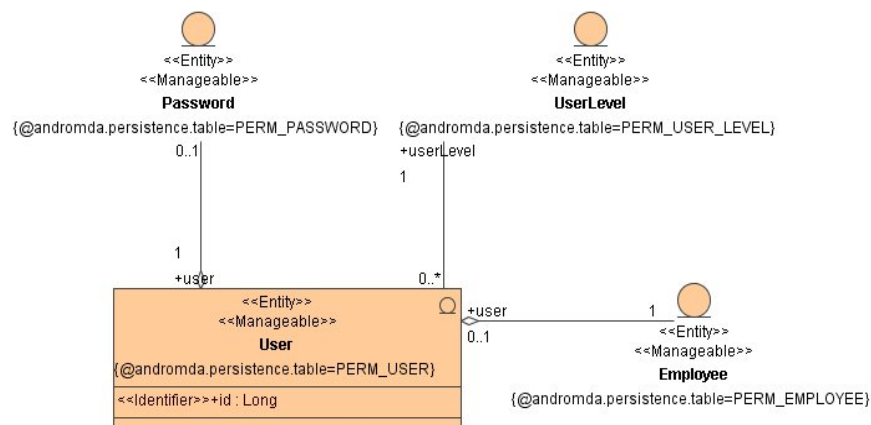 <<Entity>>
<<Manageable>>
Password
{@andromda.persistence.table=PERM_PASSWORD}
0..1
1
+user
<<Entity>>
<<Manageable>>
UserLevel
{@andromda.persistence.table=PERM_USER_LEVEL}
+userLevel
1
0..*
<<Entity>>
<<Manageable>>
User
{@andromda.persistence.table=PERM_USER}
<<Identifier>>+id : Long
+user
0..1
1
<<Entity>>
<<Manageable>>
Employee
{@andromda.persistence.table=PERM_EMPLOYEE}